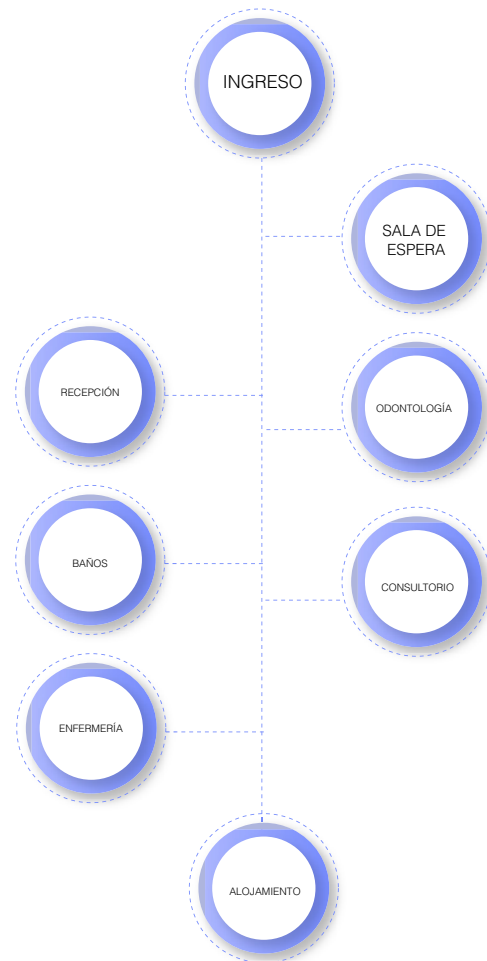 INGRESO
SALA DE
ESPERA
RECEPCIÓN
ODONTOLOGÍA
BAÑOS
CONSULTORIO
ENFERMERÍA
ALOJAMIENTO